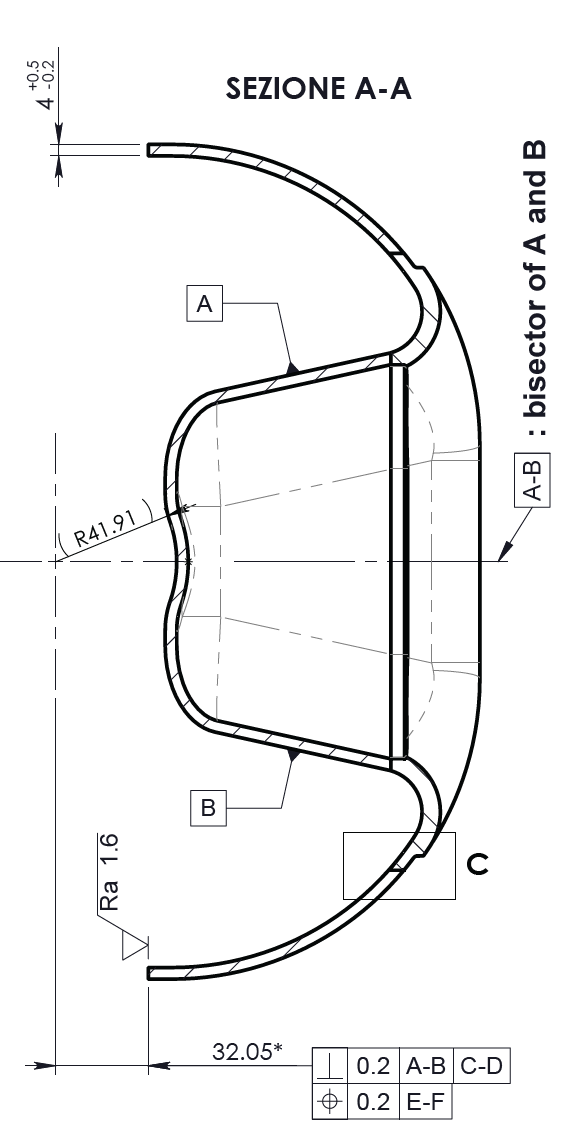 SEZIONE A-A
4 +0.5 -0.2
: bisector of A and B
A-B
A
R41.91
B
C
Ra 1.6
32.05*
⊥ 0.2 A-B C-D
⌖ 0.2 E-F